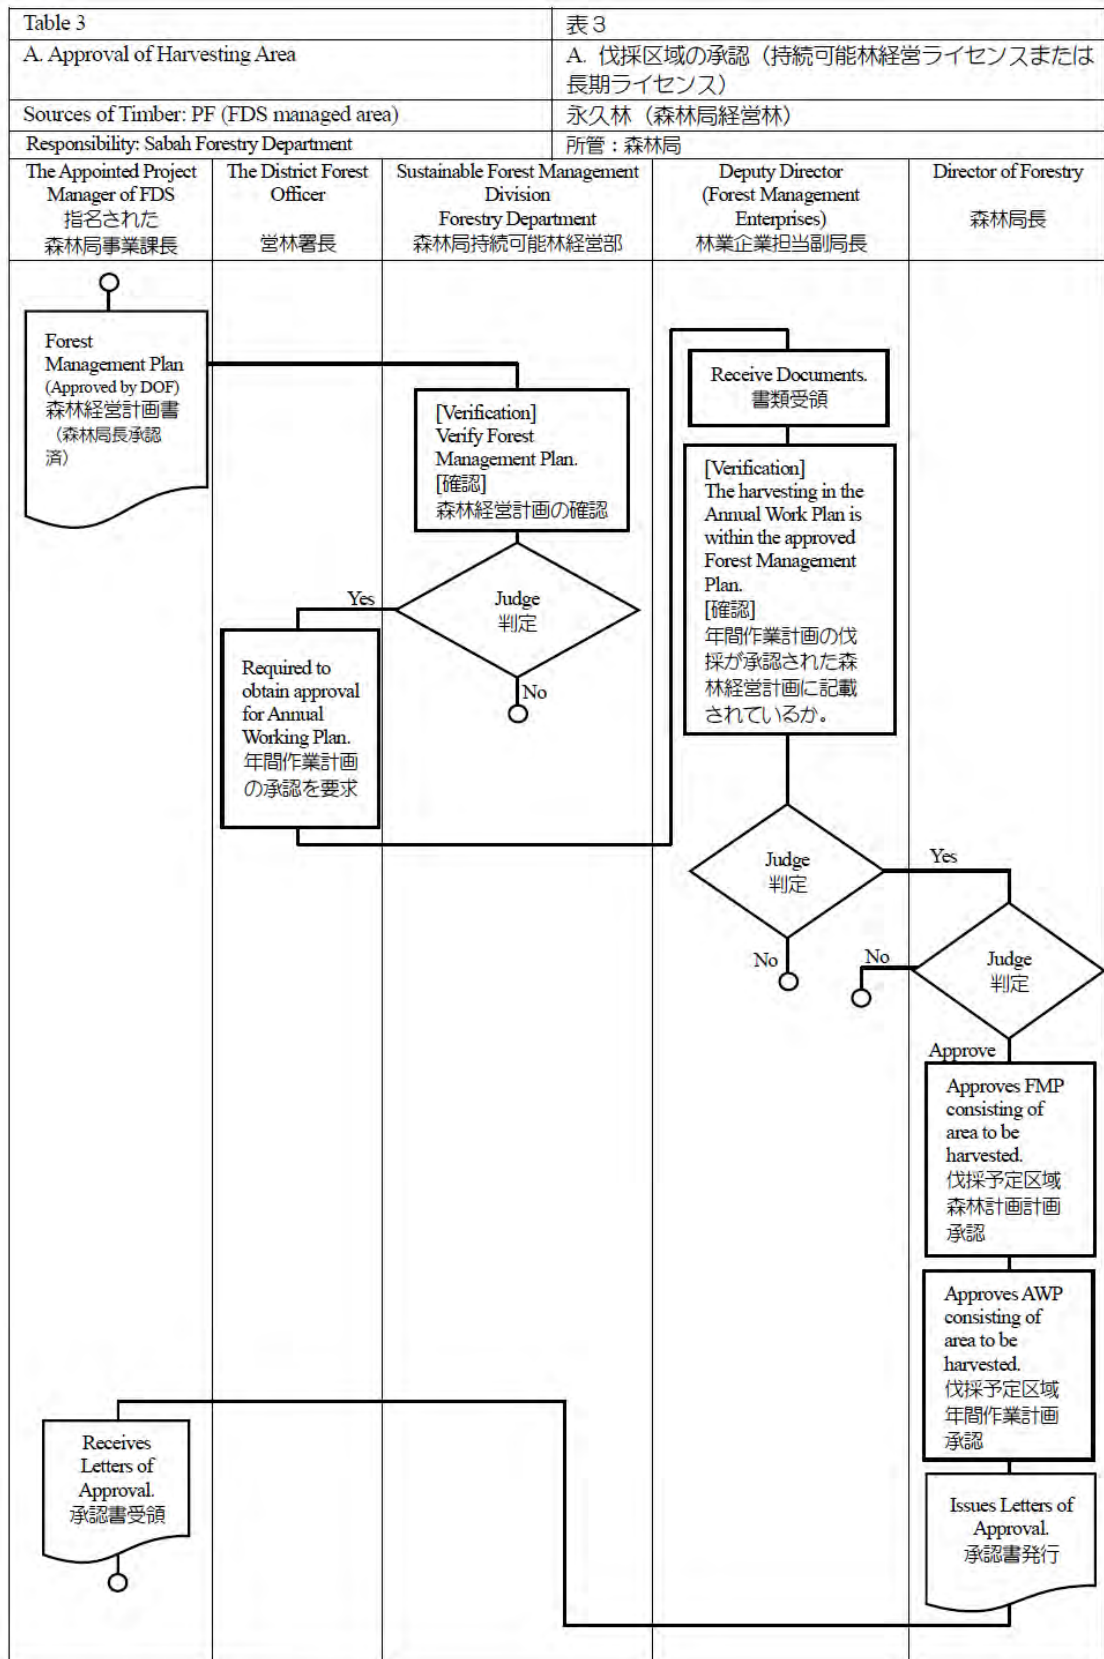 Table 3
表３
A. Approval of Harvesting Area
A. 伐採区域の承認（持続可能林経営ライセンスまたは
長期ライセンス）
Sources of Timber: PF (FDS managed area)
永久林（森林局経営林）
Responsibility: Sabah Forestry Department
所管：森林局
The Appointed Project
Manager of FDS
指名された
森林局事業課長
The District Forest
Officer
営林署長
Sustainable Forest Management
Division
Forestry Department
森林局持続可能林経営部
Deputy Director
(Forest Management
Enterprises)
林業企業担当副局長
Director of Forestry
森林局長
Forest
Management Plan
(Approved by DOF)
森林経営計画書
（森林局長承認
済）
[Verification]
Verify Forest
Management Plan.
[確認]
森林経営計画の確認
Judge
判定
Yes
No
Required to
obtain approval
for Annual
Working Plan.
年間作業計画
の承認を要求
Receive Documents.
書類受領
[Verification]
The harvesting in the
Annual Work Plan is
within the approved
Forest Management
Plan.
[確認]
年間作業計画の伐
採が承認された森
林経営計画に記載
されているか。
Judge
判定
Yes
No
Judge
判定
No
Approve
Approves FMP
consisting of
area to be
harvested.
伐採予定区域
森林計画計画
承認
Approves AWP
consisting of
area to be
harvested.
伐採予定区域
年間作業計画
承認
Issues Letters of
Approval.
承認書発行
Receives
Letters of
Approval.
承認書受領